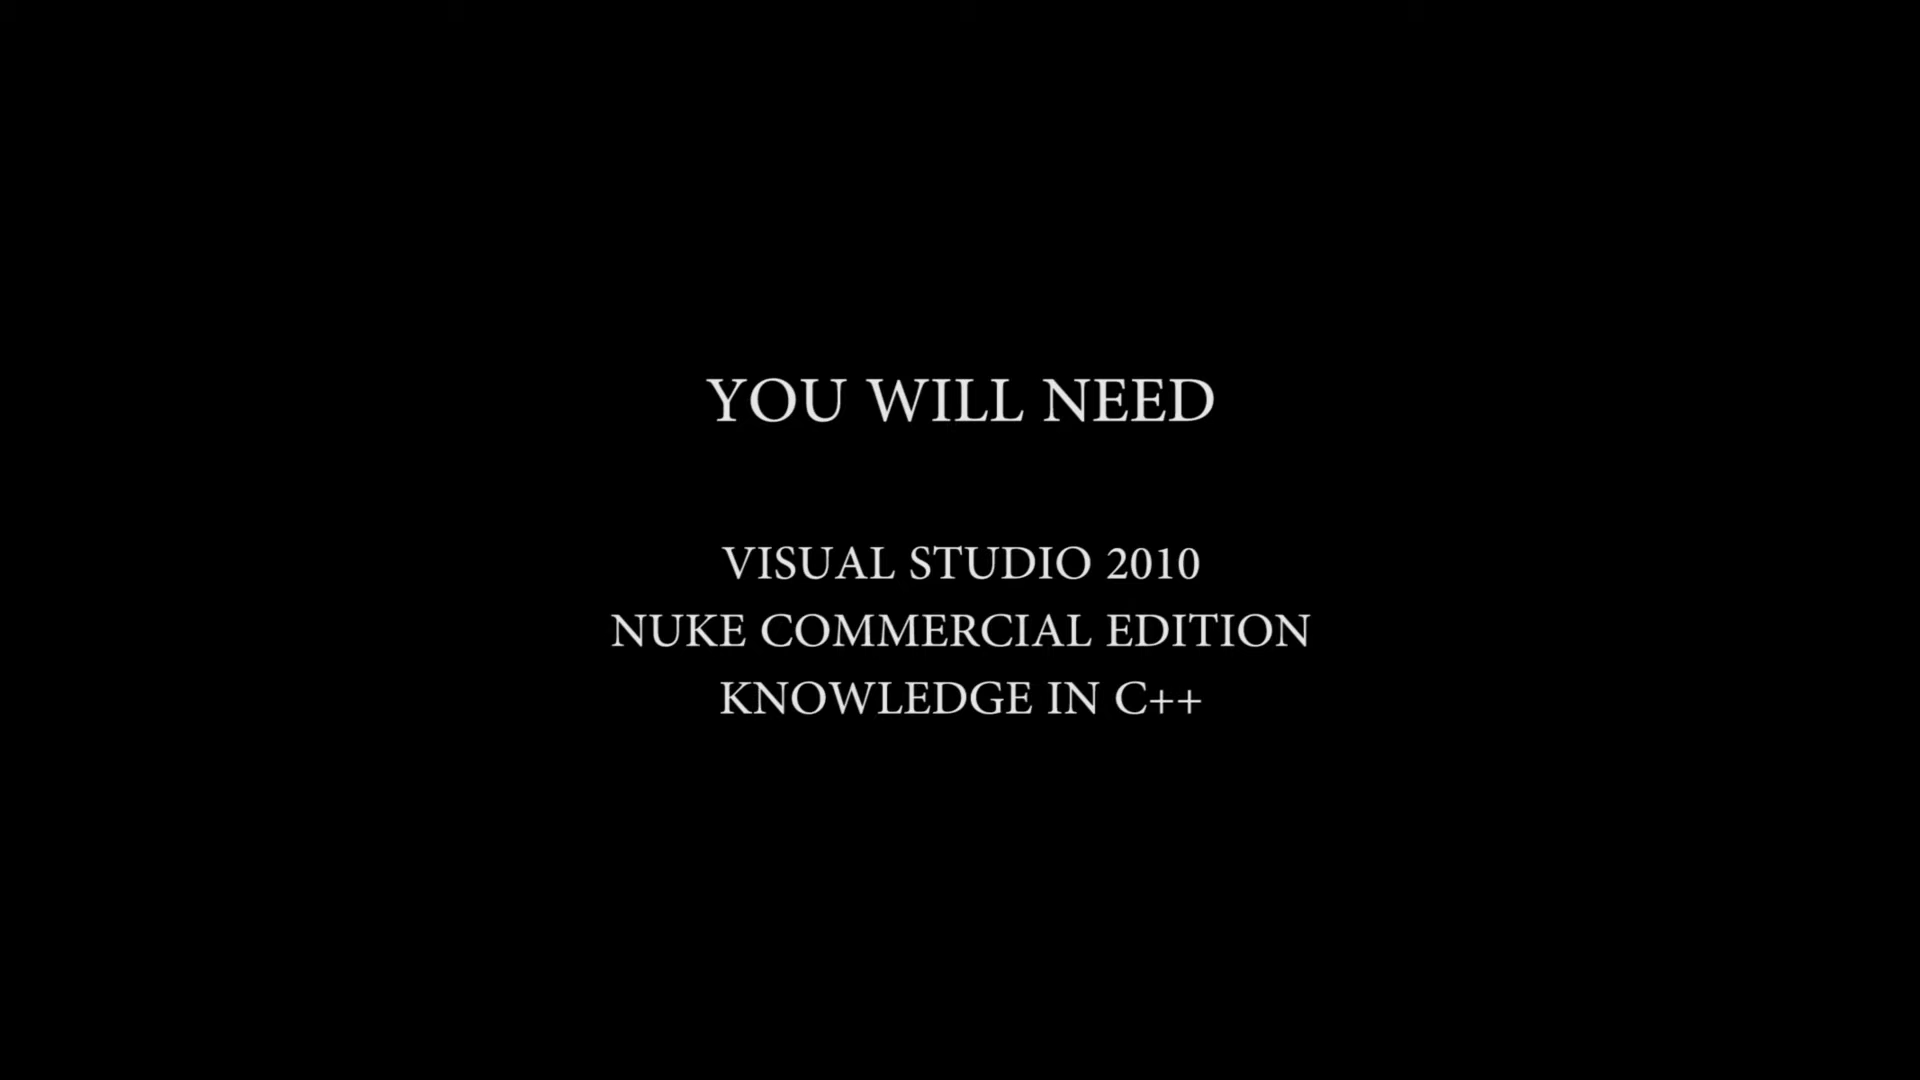 YOU WILL NEED
VISUAL STUDIO 2010
NUKE COMMERCIAL EDITION
KNOWLEDGE IN C++